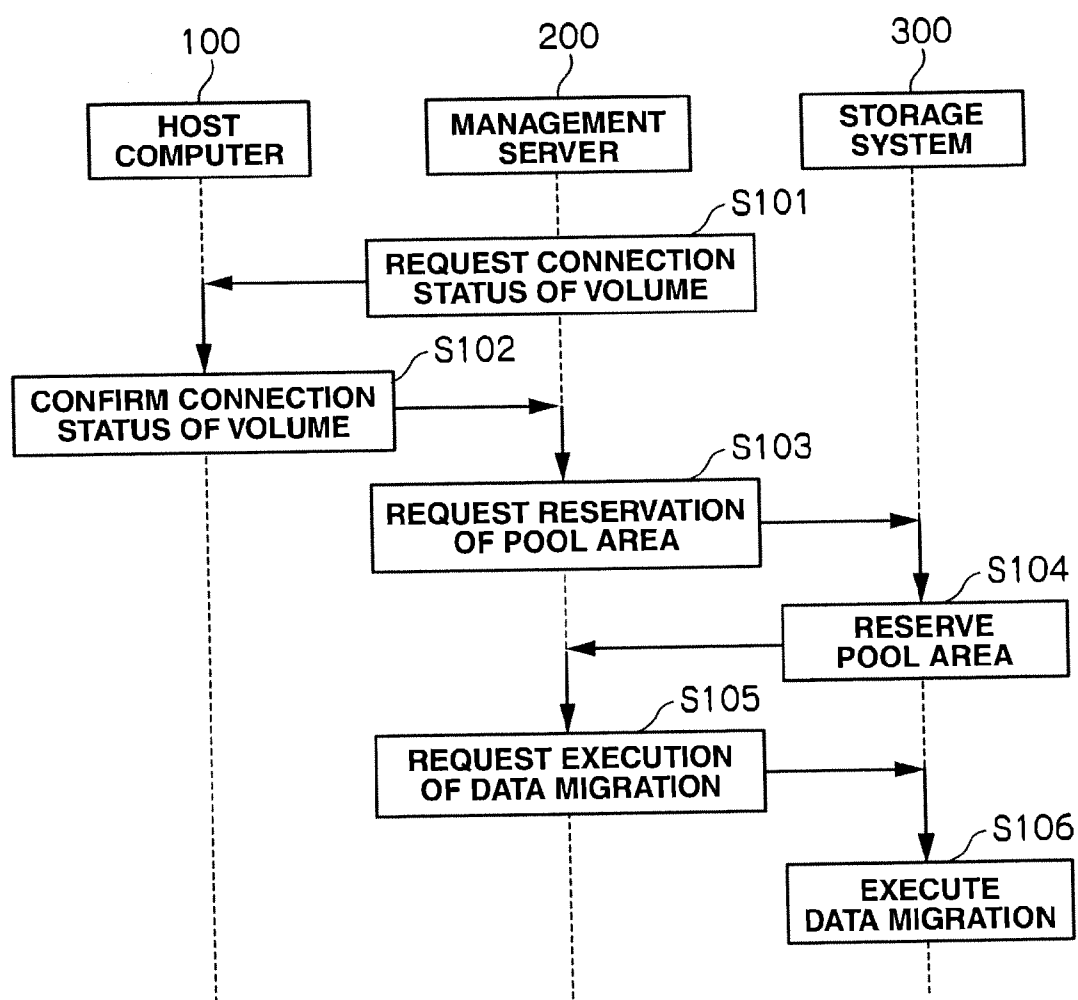 100
200
300
HOST
COMPUTER
MANAGEMENT
SERVER
STORAGE
SYSTEM
S101
REQUEST CONNECTION
STATUS OF VOLUME
S102
CONFIRM CONNECTION
STATUS OF VOLUME
S103
REQUEST RESERVATION
OF POOL AREA
S104
RESERVE
POOL AREA
S105
REQUEST EXECUTION
OF DATA MIGRATION
S106
EXECUTE
DATA MIGRATION